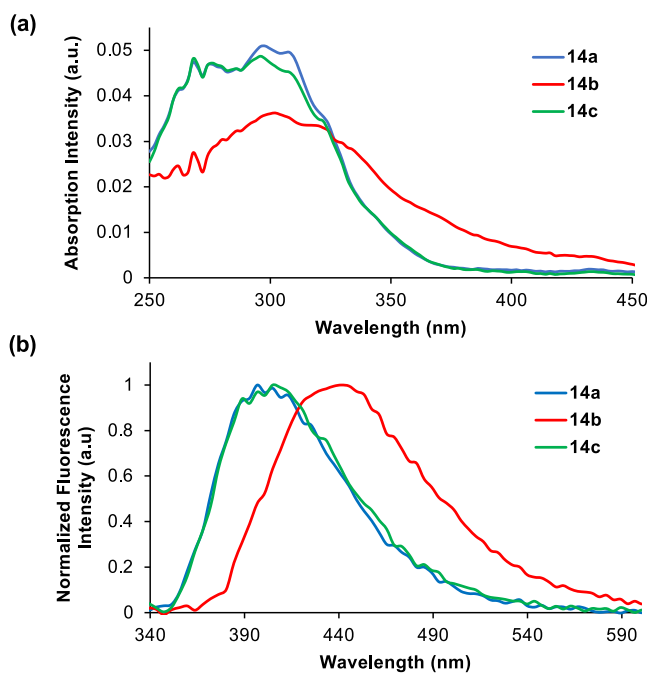 (a)
Absorption Intensity (a.u.)
0.05
0.04
0.03
0.02
0.01
0
250
300
350
400
450
Wavelength (nm)
14a
14b
14c
(b)
Normalized Fluorescence
Intensity (a.u)
1
0.8
0.6
0.4
0.2
0
340
390
440
490
540
590
Wavelength (nm)
14a
14b
14c